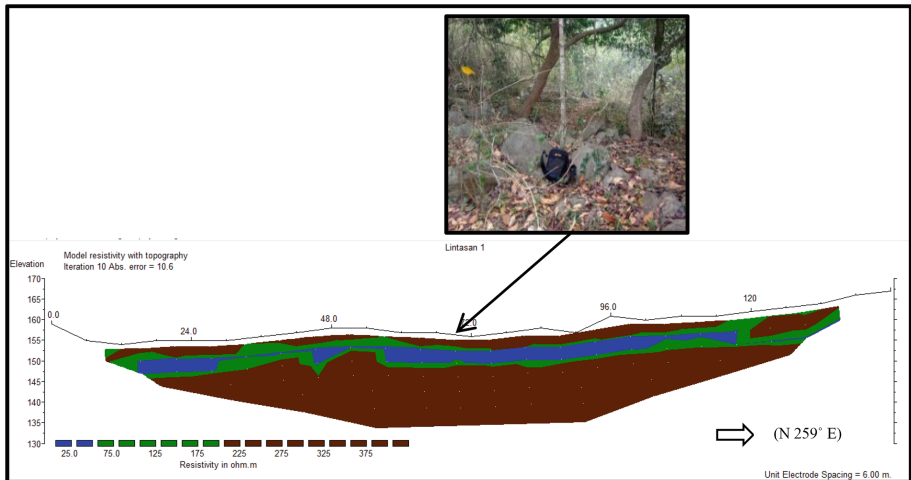 Lintasan 1
Model resistivity with topography
Iteration 10 Abs. error = 10.6
Elevation
170
165
160
155
150
145
140
135
130
0.0
24.0
48.0
96.0
120
25.0 75.0 125 175 225 275 325 375
Resistivity in ohm.m
(N 259° E)
Unit Electrode Spacing = 6.00 m.